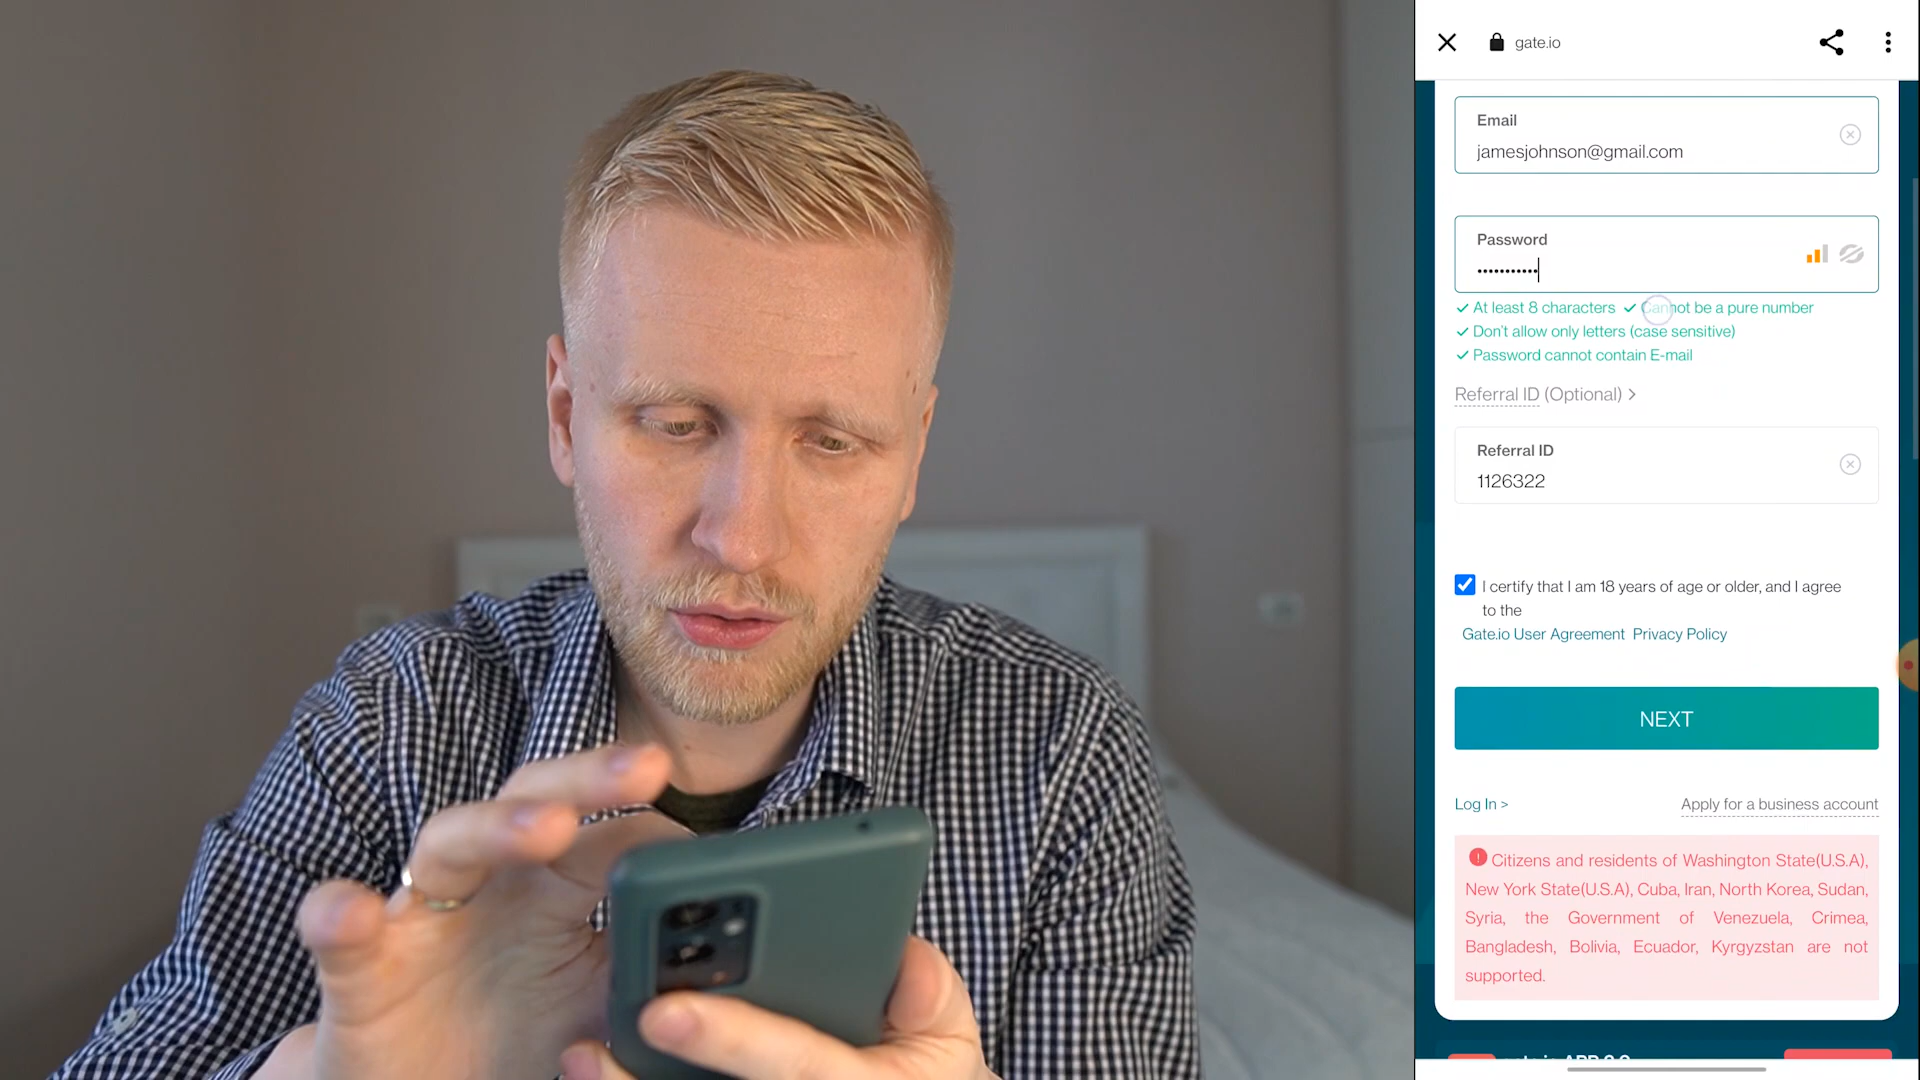 gate.io
Email
jamesjohnson@gmail.com
Password
•••••••••••
At least 8 characters Cannot be a pure number
Don't allow only letters (case sensitive)
Password cannot contain E-mail
Referral ID (Optional) >
Referral ID
1126322
I certify that I am 18 years of age or older, and I agree
to the
Gate.io User Agreement Privacy Policy
NEXT
Log In >
Apply for a business account
Citizens and residents of Washington State(U.S.A),
New York State(U.S.A), Cuba, Iran, North Korea, Sudan,
Syria, the Government of Venezuela, Crimea,
Bangladesh, Bolivia, Ecuador, Kyrgyzstan are not
supported.